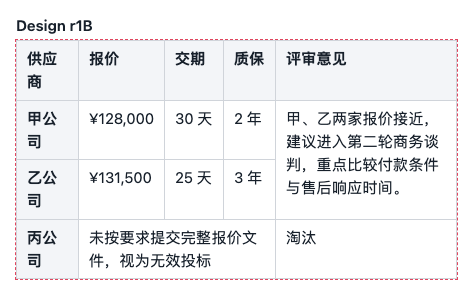 Design r1B
供应商
报价
交期
质保
评审意见
甲公司
¥128,000
30 天
2 年
甲、乙两家报价接近，
建议进入第二轮商务谈
判，重点比较付款条件
与售后响应时间。
乙公司
¥131,500
25 天
3 年
丙公司
未按要求提交完整报价文
件，视为无效投标
淘汰